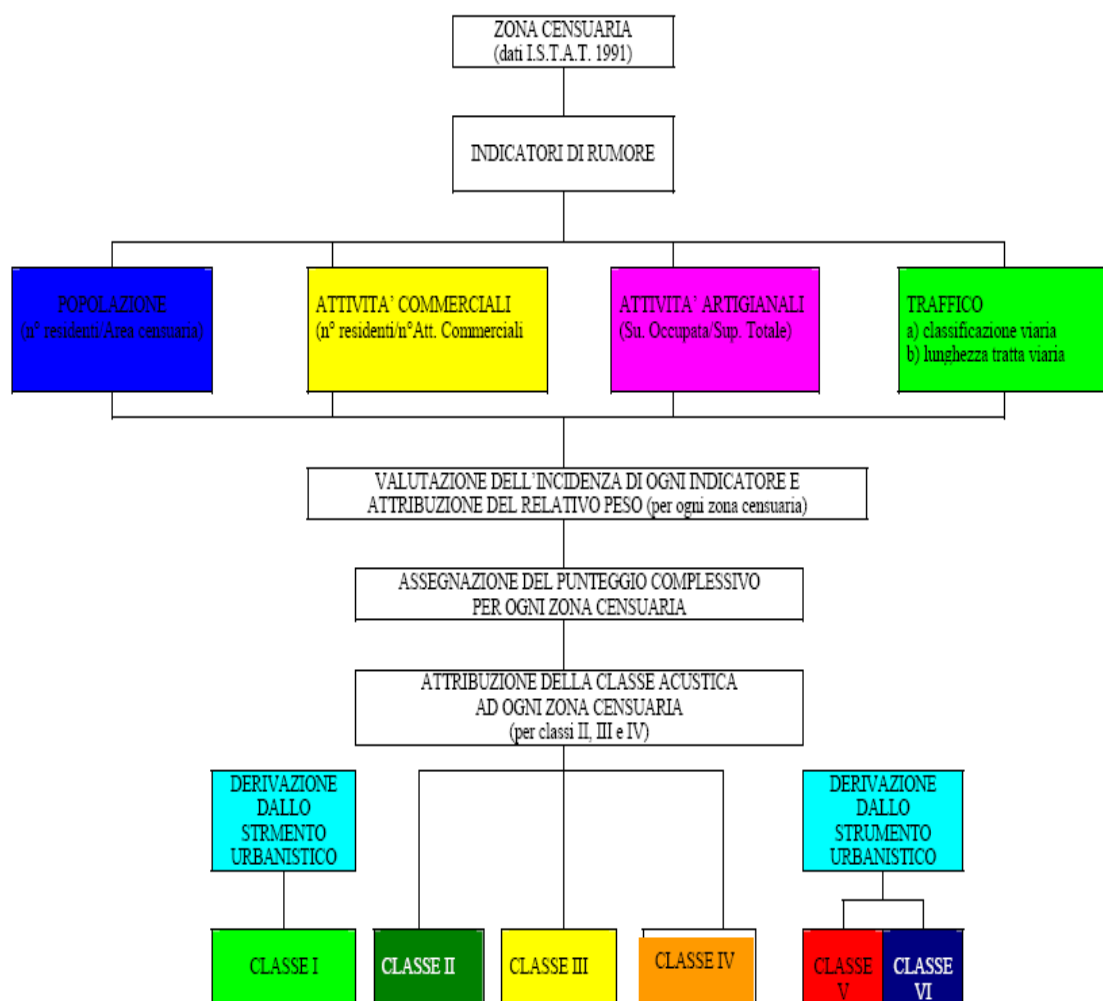 ZONA CENSUARIA
(dati I.S.T.A.T. 1991)
INDICATORI DI RUMORE
POPOLAZIONE
(n° residenti/Area censuaria)
ATTIVITA’ COMMERCIALI
(n° residenti/n°Att. Commerciali
ATTIVITA’ ARTIGIANALI
(Su. Occupata/Sup. Totale)
TRAFFICO
a) classificazione viaria
b) lunghezza tratta viaria
VALUTAZIONE DELL’INCIDENZA DI OGNI INDICATORE E
ATTRIBUZIONE DEL RELATIVO PESO (per ogni zona censuaria)
ASSEGNAZIONE DEL PUNTEGGIO COMPLESSIVO
PER OGNI ZONA CENSUARIA
ATTRIBUZIONE DELLA CLASSE ACUSTICA
AD OGNI ZONA CENSUARIA
(per classi II, III e IV)
DERIVAZIONE
DALLO
STRMENTO
URBANISTICO
DERIVAZIONE
DALLO
STRUMENTO
URBANISTICO
CLASSE I
CLASSE II
CLASSE III
CLASSE IV
CLASSE
V
CLASSE
VI